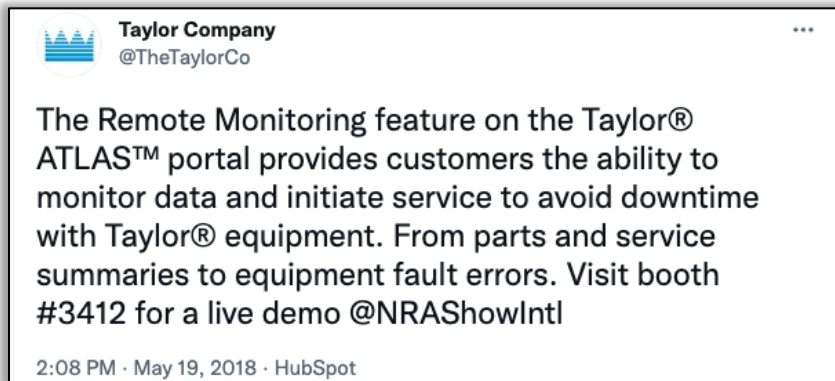 Taylor Company
@TheTaylorCo
The Remote Monitoring feature on the Taylor®
ATLAS™ portal provides customers the ability to
monitor data and initiate service to avoid downtime
with Taylor® equipment. From parts and service
summaries to equipment fault errors. Visit booth
#3412 for a live demo @NRAShowIntl
2:08 PM · May 19, 2018 · HubSpot